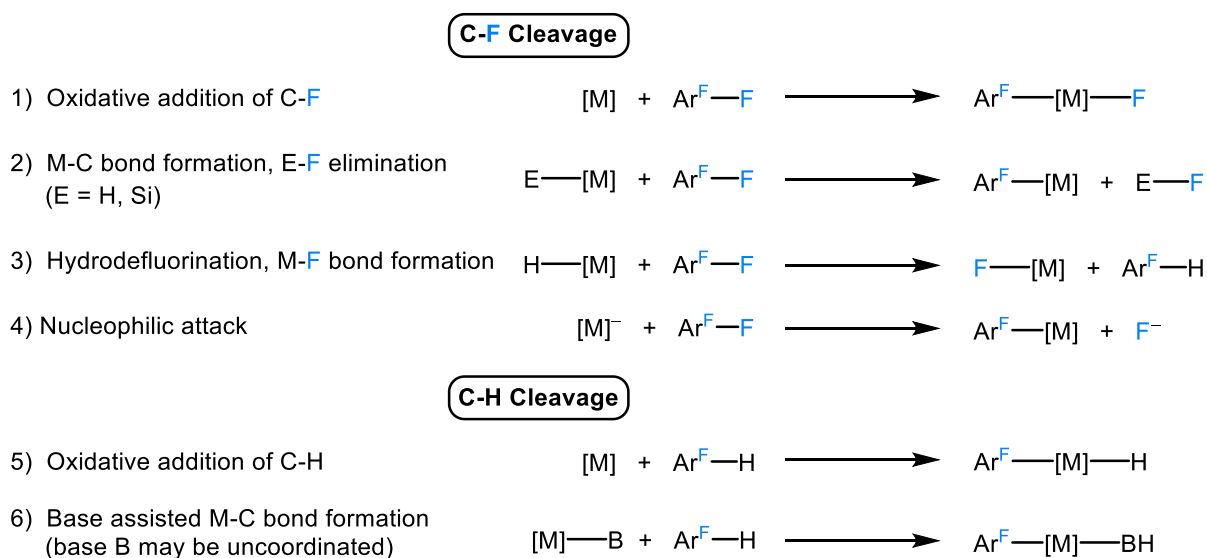 C-F Cleavage
1) Oxidative addition of C-F [M] + ArF—F ArF—[M]—F
2) M-C bond formation, E-F elimination
(E = H, Si) E—[M] + ArF—F ArF—[M] + E—F
3) Hydrodefluorination, M-F bond formation H—[M] + ArF—F F—[M] + ArF—H
4) Nucleophilic attack [M]– + ArF—F ArF—[M] + F–
C-H Cleavage
5) Oxidative addition of C-H [M] + ArF—H ArF—[M]—H
6) Base assisted M-C bond formation
(base B may be uncoordinated) [M]—B + ArF—H ArF—[M]—BH